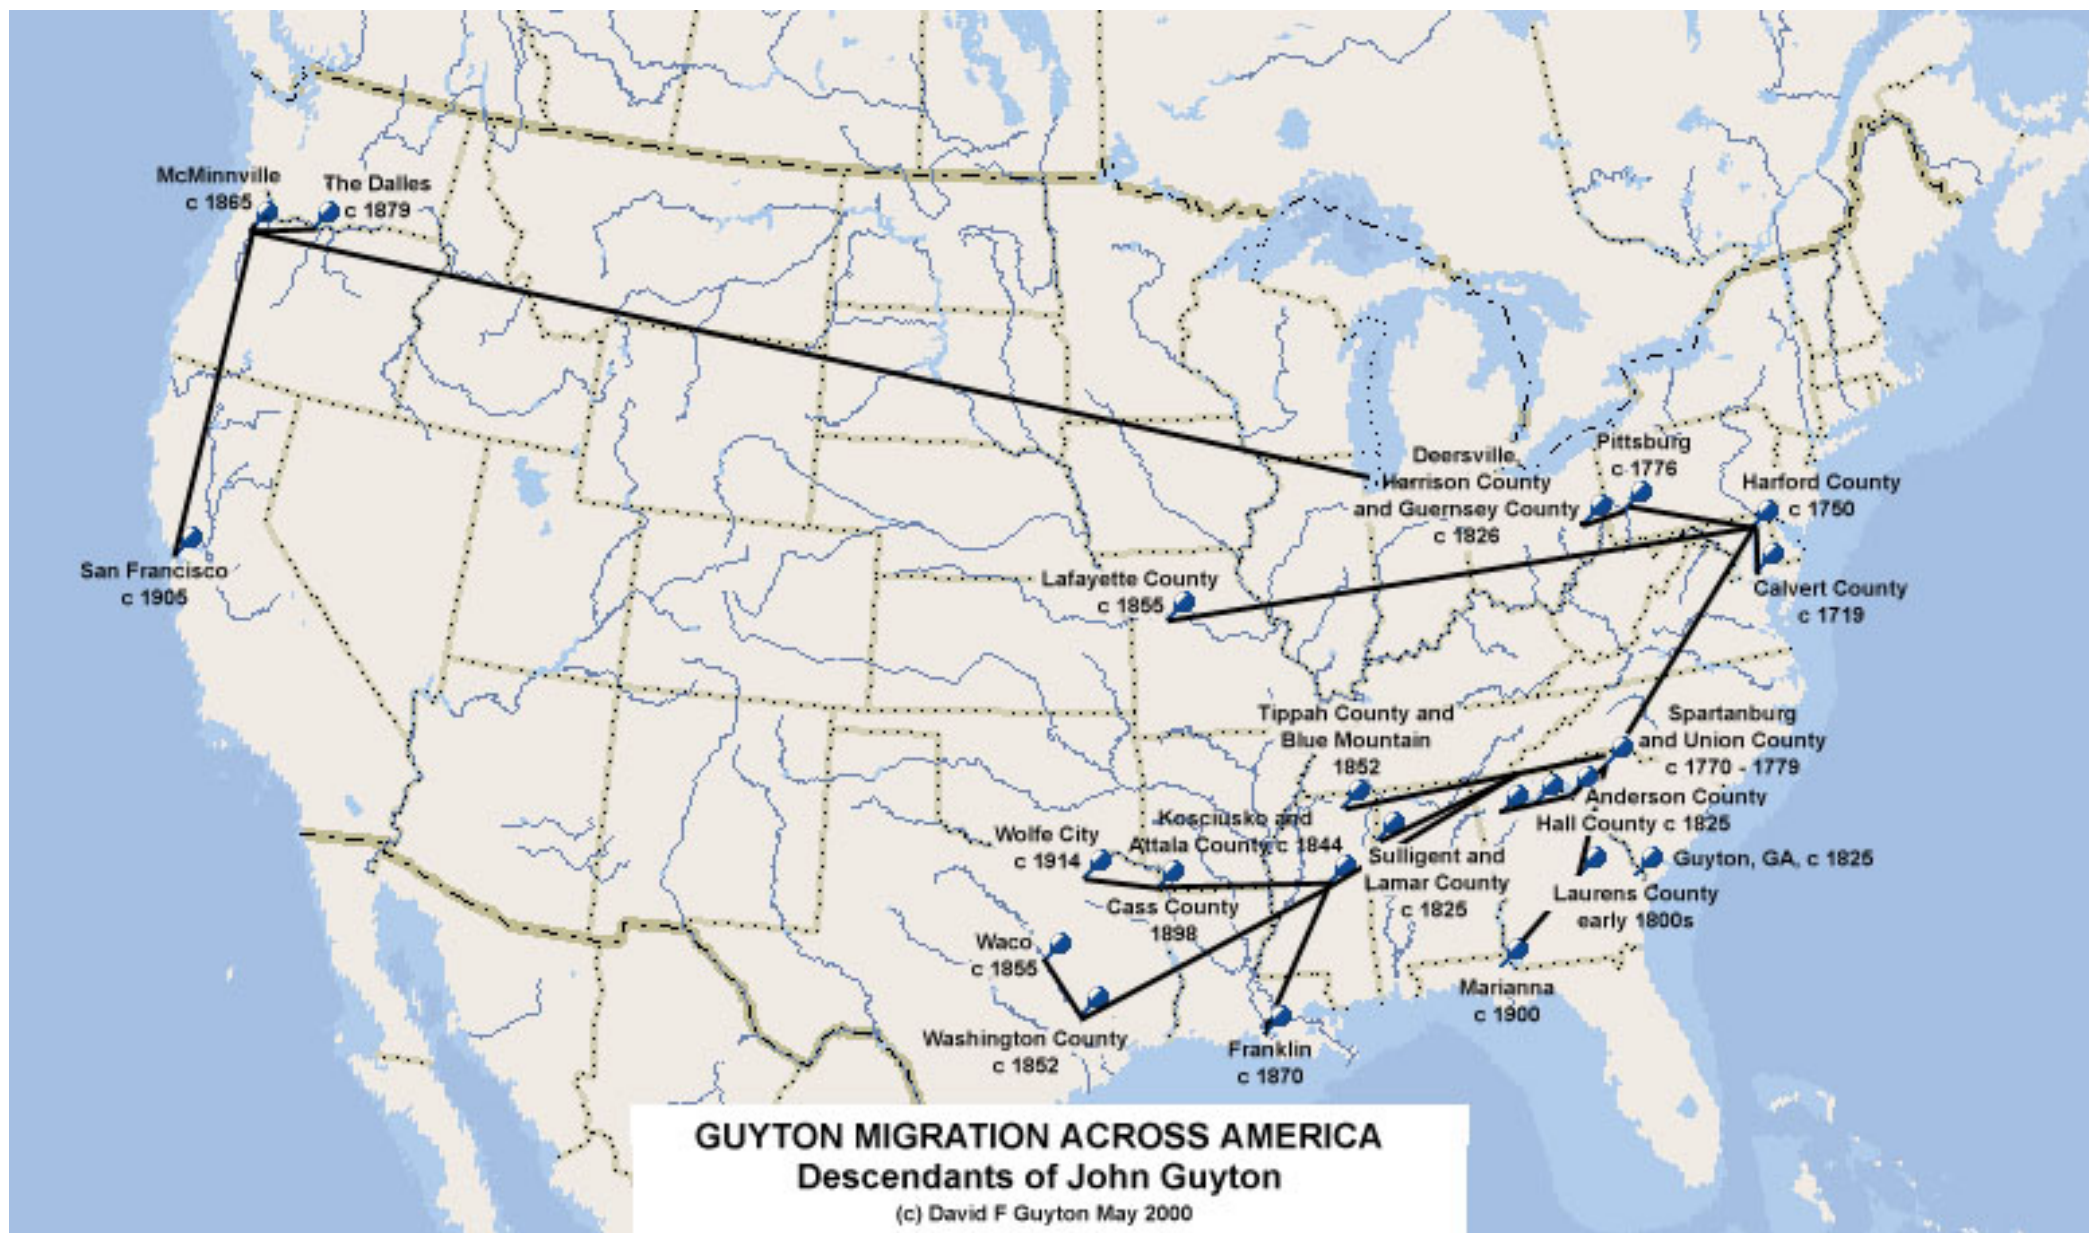 McMinnville
c 1865
The Dalles
c 1879
San Francisco
c 1905
Deersville,
Harrison County
and Guernsey County
c 1826
Pittsburg
c 1776
Harford County
c 1750
Calvert County
c 1719
Lafayette County
c 1855
Tippah County and
Blue Mountain
1852
Spartanburg
and Union County
c 1770 - 1779
Anderson County
Hall County c 1825
Kosciusko and
Attala County c 1844
Wolfe City
c 1914
Sulligent and
Lamar County
c 1825
Guyton, GA, c 1825
Laurens County
early 1800s
Cass County
1898
Waco
c 1855
Washington County
c 1852
Franklin
c 1870
Marianna
c 1900
GUYTON MIGRATION ACROSS AMERICA
Descendants of John Guyton
(c) David F Guyton May 2000